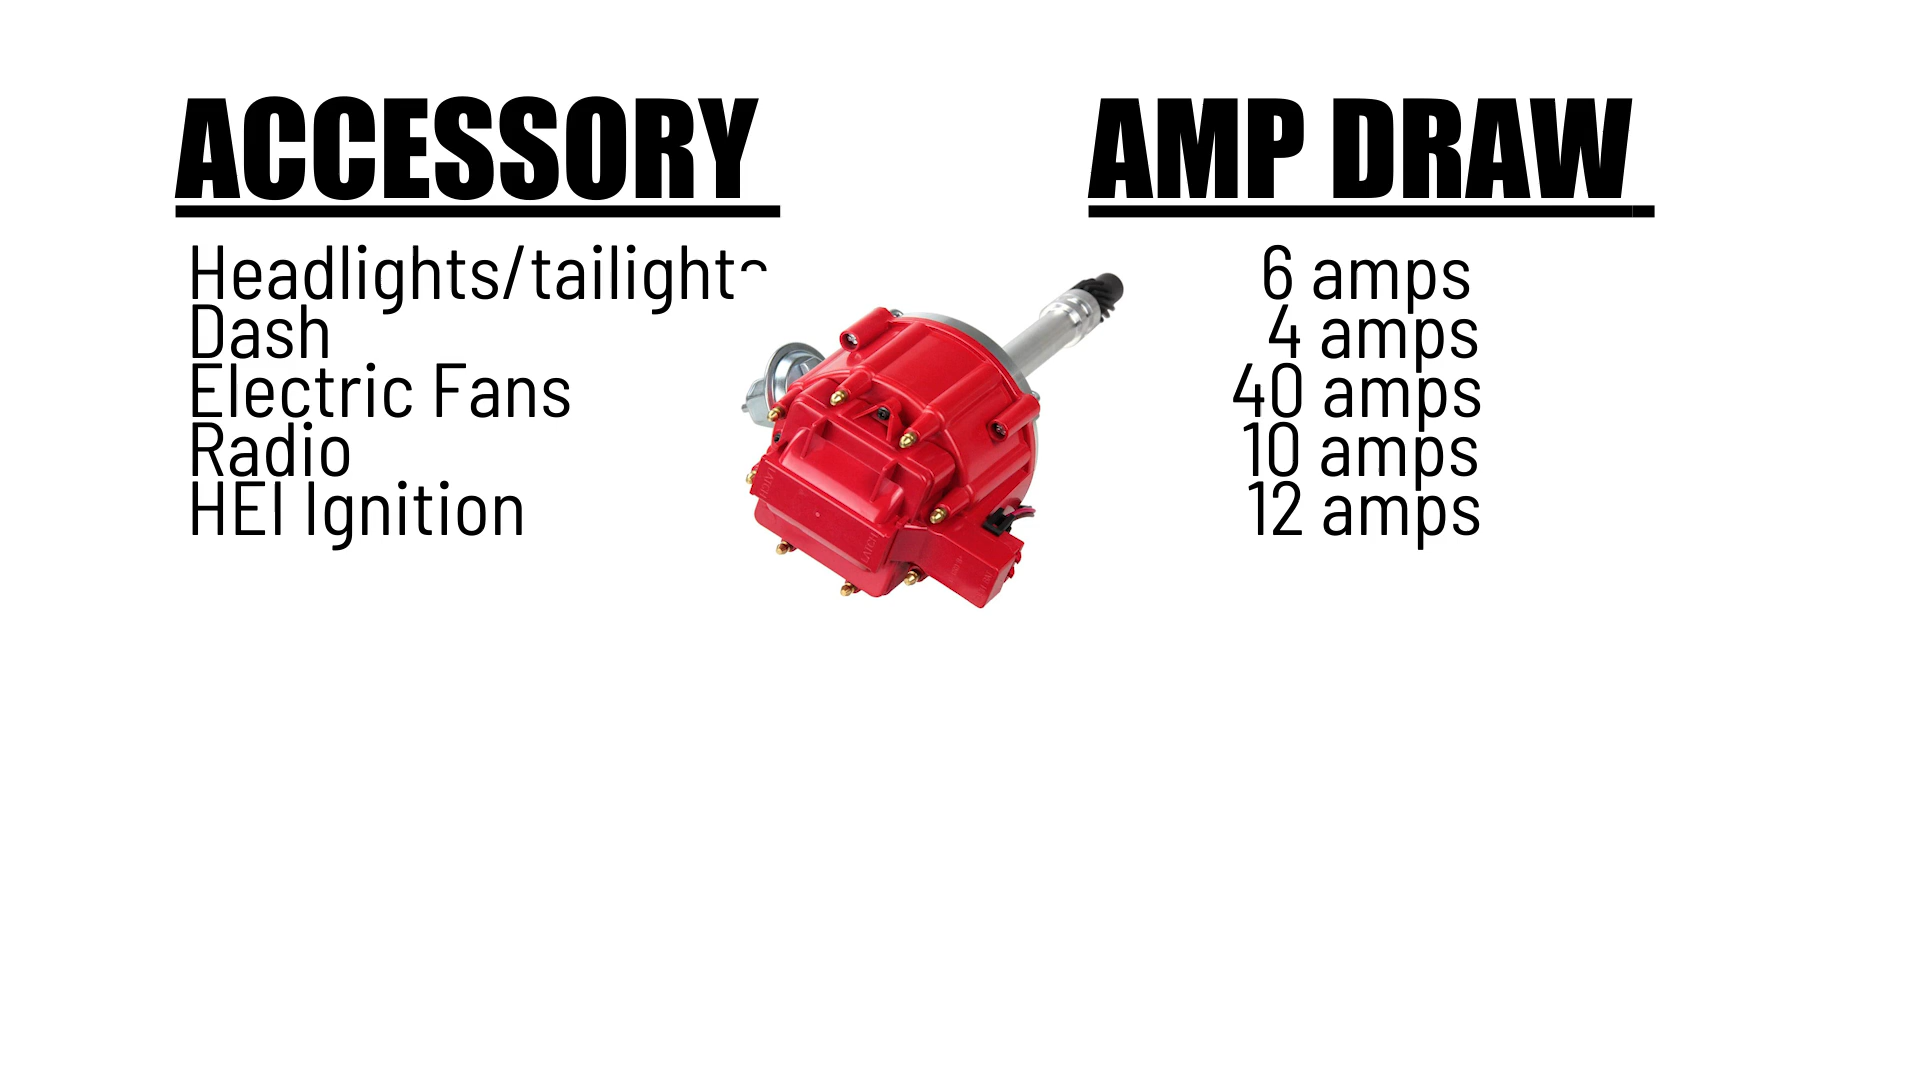 ACCESSORY AMP DRAW
Headlights/tailights 6 amps
Dash 4 amps
Electric Fans 40 amps
Radio 10 amps
HEI Ignition 12 amps